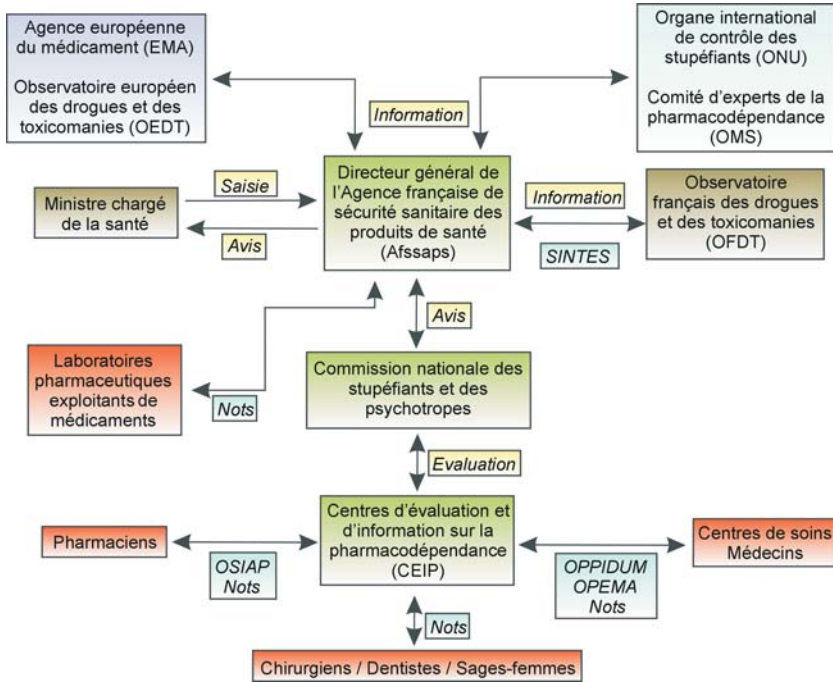 Agence européenne
du médicament (EMA)
Observatoire européen
des drogues et des
toxicomanies (OEDT)
Organe international
de contrôle des
stupéfiants (ONU)
Comité d'experts de la
pharmacodépendance
(OMS)
Information
Ministre chargé
de la santé
Saisie
Avis
Directeur général de
l'Agence française de
sécurité sanitaire des
produits de santé
(Afssaps)
Information
SINTES
Observatoire
français des drogues
et des toxicomanies
(OFDT)
Avis
Laboratoires
pharmaceutiques
exploitants de
médicaments
Nots
Commission nationale des
stupéfiants et des
psychotropes
Evaluation
Pharmaciens
OSIAP
Nots
Centres d'évaluation et
d'information sur la
pharmacodépendance
(CEIP)
OPPIDUM
OPEMA
Nots
Centres de soins
Médecins
Nots
Chirurgiens / Dentistes / Sages-femmes